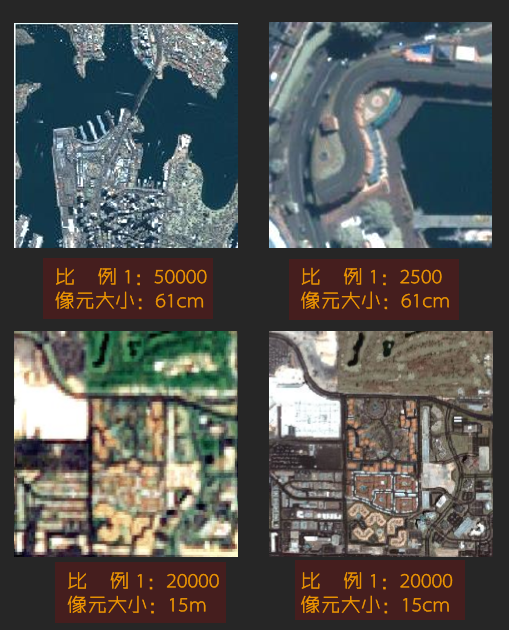 比 例 1：50000
像元大小：61cm
比 例 1：2500
像元大小：61cm
比 例 1：20000
像元大小：15m
比 例 1：20000
像元大小：15cm